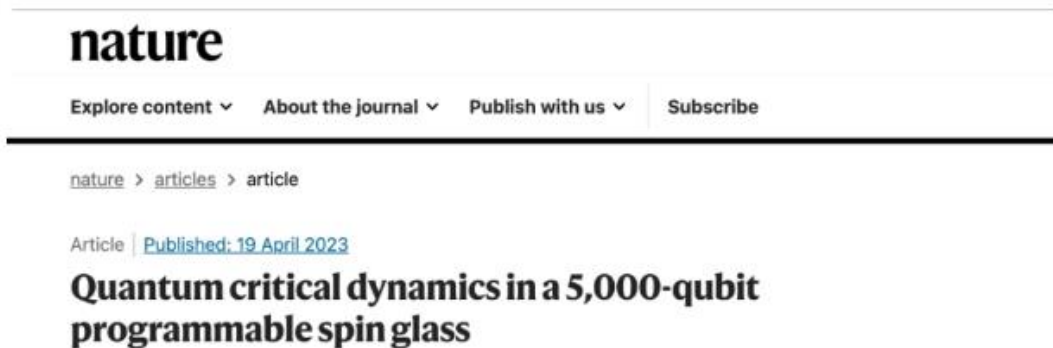 nature
Explore content About the journal Publish with us Subscribe
nature > articles > article
Article | Published: 19 April 2023
Quantum critical dynamics in a 5,000-qubit
programmable spin glass